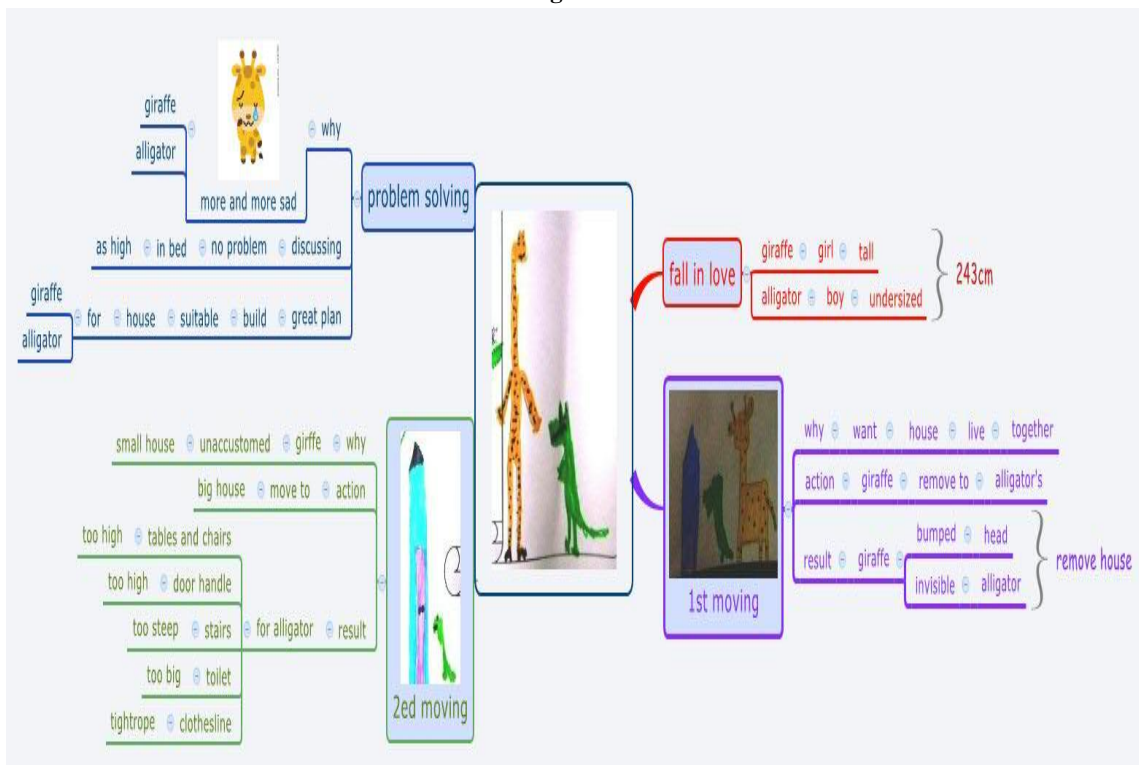 fall in love
giraffe girl tall
alligator boy undersized
243cm
1st moving
why want house live together
action giraffe remove to alligator's
result giraffe
bumped head
invisible alligator
remove house
2ed moving
why girffe unaccustomed small house
action move to big house
result for alligator
tables and chairs too high
door handle too high
stairs too steep
toilet too big
clothesline tightrope
problem solving
why
more and more sad
giraffe
alligator
discussing no problem in bed as high
great plan build suitable house for
giraffe
alligator